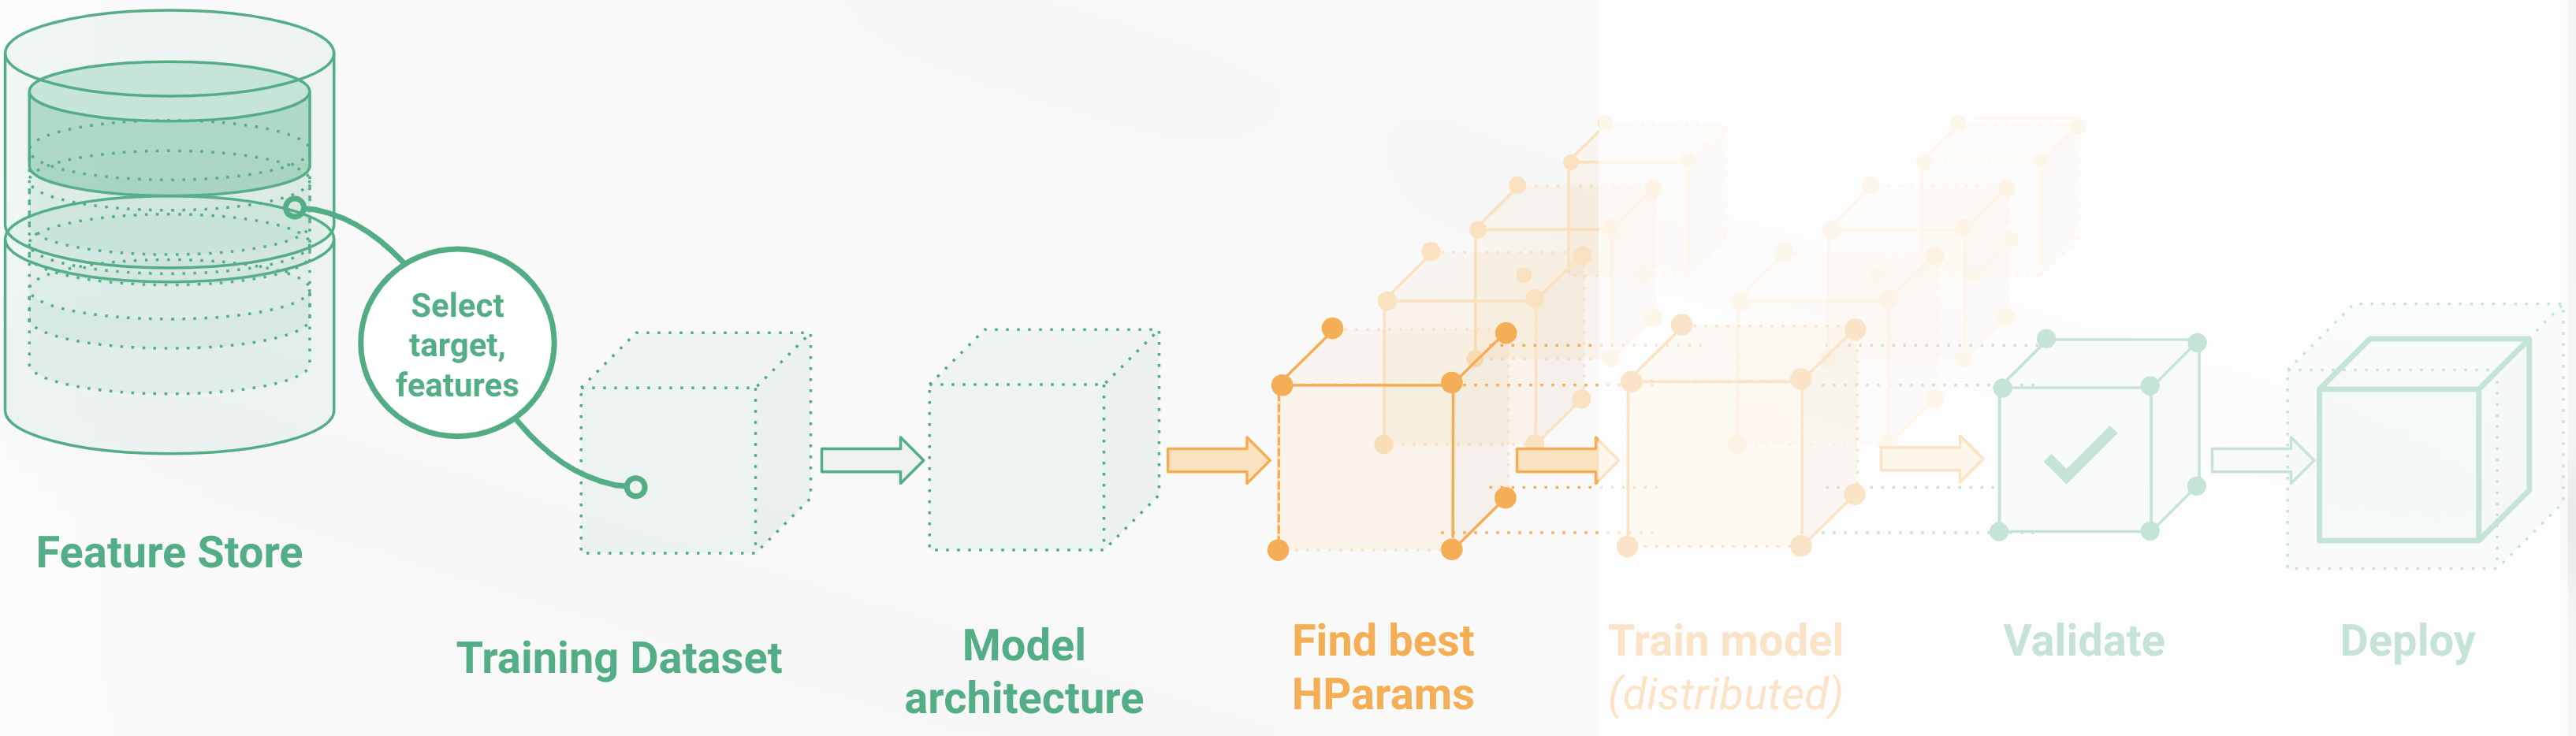 Select
target,
features
Feature Store
Training Dataset
Model
architecture
Find best
HParams
Train model
(distributed)
Validate
Deploy